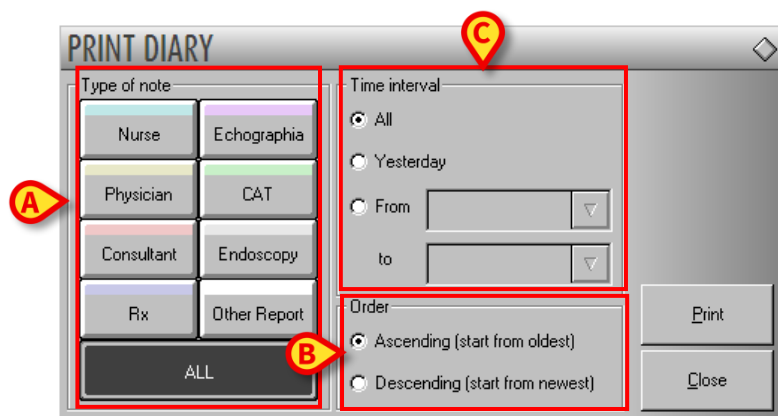 PRINT DIARY
C
Type of note
Nurse
Echographia
Physician
CAT
Consultant
Endoscopy
Rx
Other Report
ALL
A
Time interval
All
Yesterday
From
to
B
Order
Ascending (start from oldest)
Descending (start from newest)
Print
Close